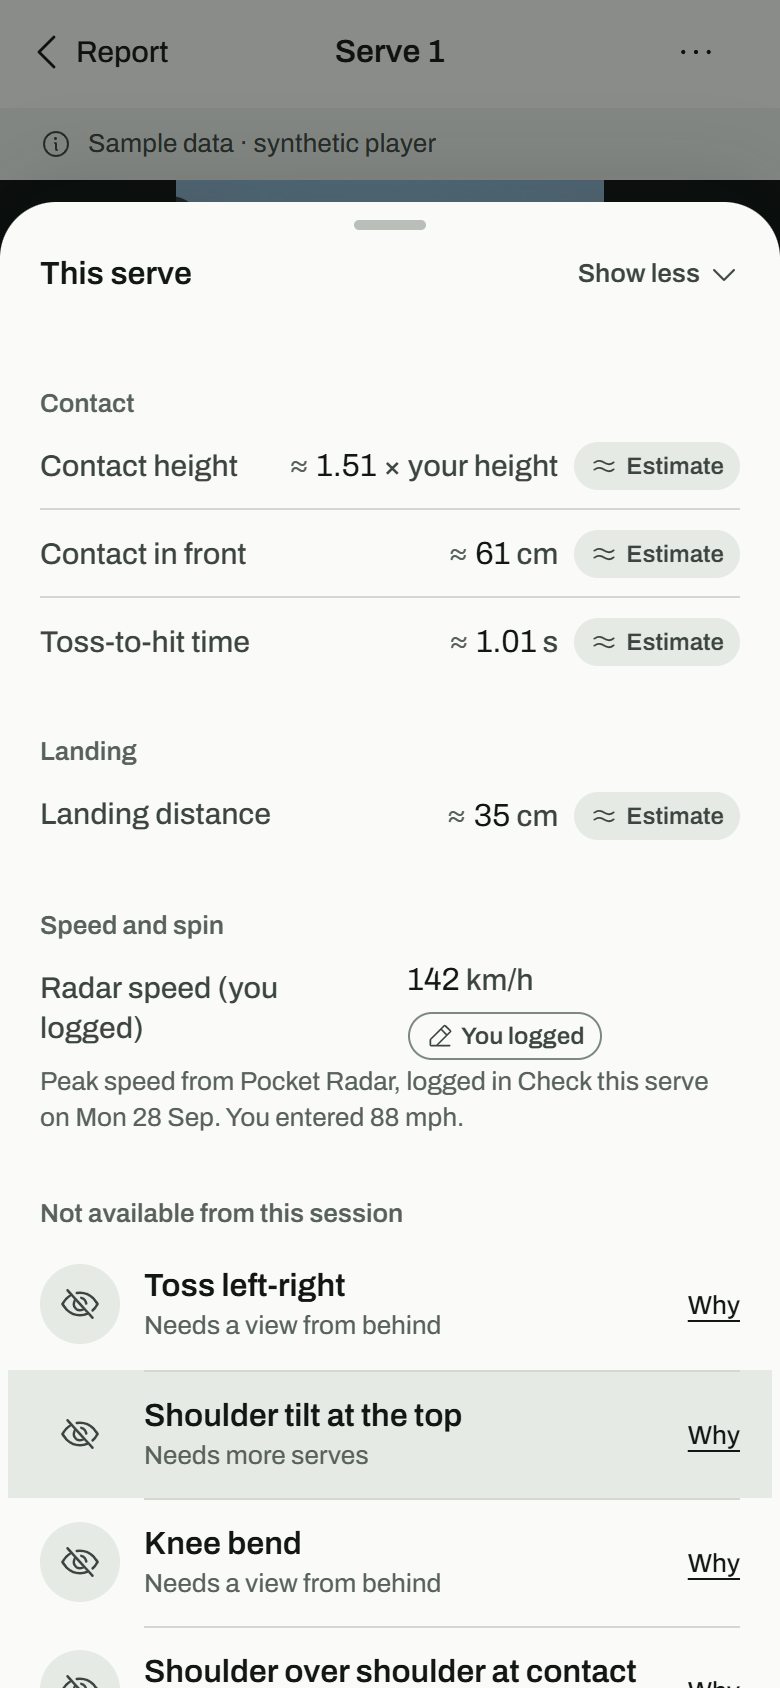 Report
Serve 1
Sample data · synthetic player
This serve
Show less
Contact
Contact height ≈ 1.51 × your height ≈ Estimate
Contact in front ≈ 61 cm ≈ Estimate
Toss-to-hit time ≈ 1.01 s ≈ Estimate
Landing
Landing distance ≈ 35 cm ≈ Estimate
Speed and spin
Radar speed (you
logged)
142 km/h
You logged
Peak speed from Pocket Radar, logged in Check this serve
on Mon 28 Sep. You entered 88 mph.
Not available from this session
Toss left-right
Needs a view from behind
Why
Shoulder tilt at the top
Needs more serves
Why
Knee bend
Needs a view from behind
Why
Shoulder over shoulder at contact
Why